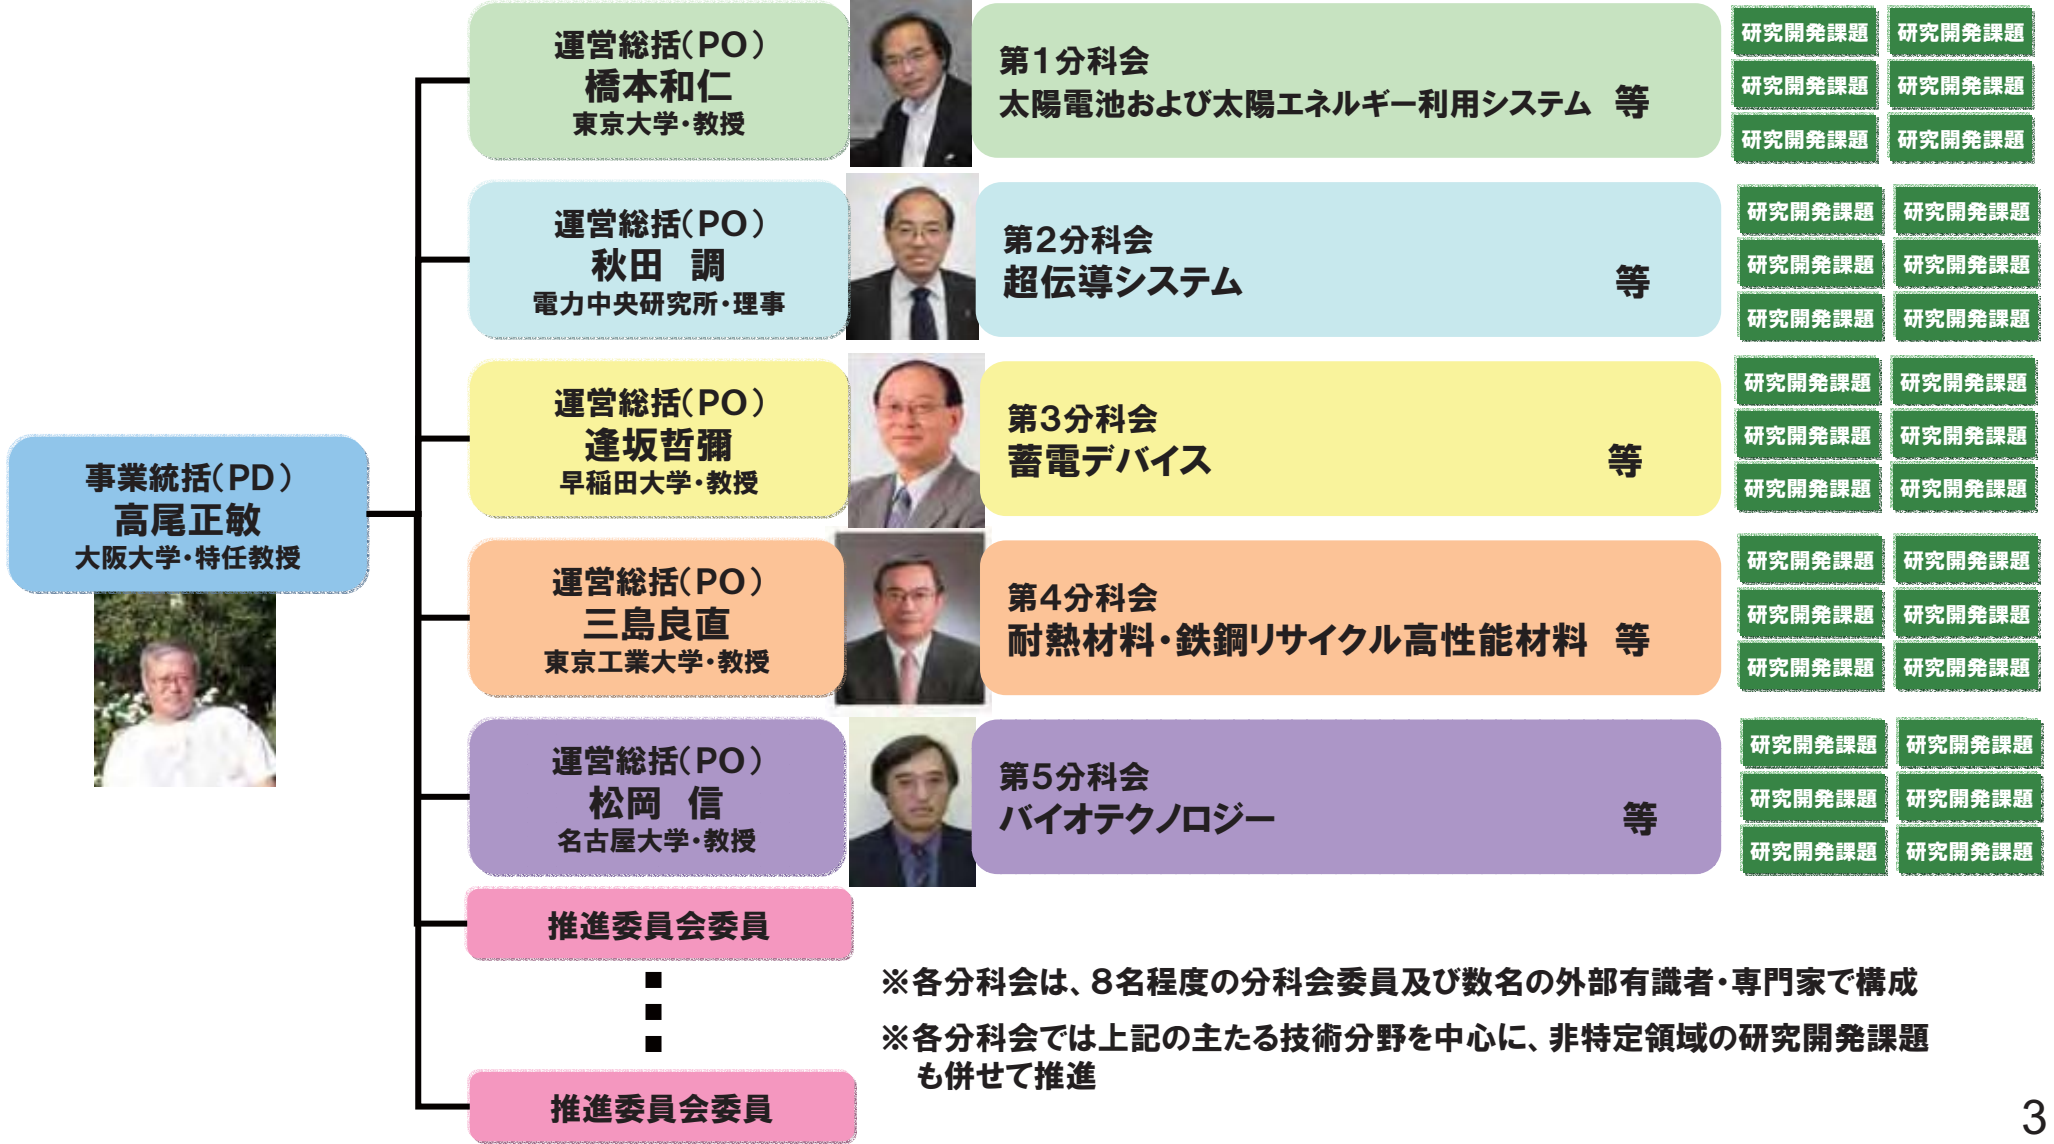 事業統括(PD)
高尾正敏
大阪大学・特任教授
運営総括(PO)
橋本和仁
東京大学・教授
第1分科会
太陽電池および太陽エネルギー利用システム 等
研究開発課題 研究開発課題
研究開発課題 研究開発課題
研究開発課題 研究開発課題
運営総括(PO)
秋田 調
電力中央研究所・理事
第2分科会
超伝導システム 等
研究開発課題 研究開発課題
研究開発課題 研究開発課題
研究開発課題 研究開発課題
運営総括(PO)
逢坂哲彌
早稲田大学・教授
第3分科会
蓄電デバイス 等
研究開発課題 研究開発課題
研究開発課題 研究開発課題
研究開発課題 研究開発課題
運営総括(PO)
三島良直
東京工業大学・教授
第4分科会
耐熱材料・鉄鋼リサイクル高性能材料 等
研究開発課題 研究開発課題
研究開発課題 研究開発課題
研究開発課題 研究開発課題
運営総括(PO)
松岡 信
名古屋大学・教授
第5分科会
バイオテクノロジー 等
研究開発課題 研究開発課題
研究開発課題 研究開発課題
研究開発課題 研究開発課題
推進委員会委員
推進委員会委員
※各分科会は、8名程度の分科会委員及び数名の外部有識者・専門家で構成
※各分科会では上記の主たる技術分野を中心に、非特定領域の研究開発課題
も併せて推進
3